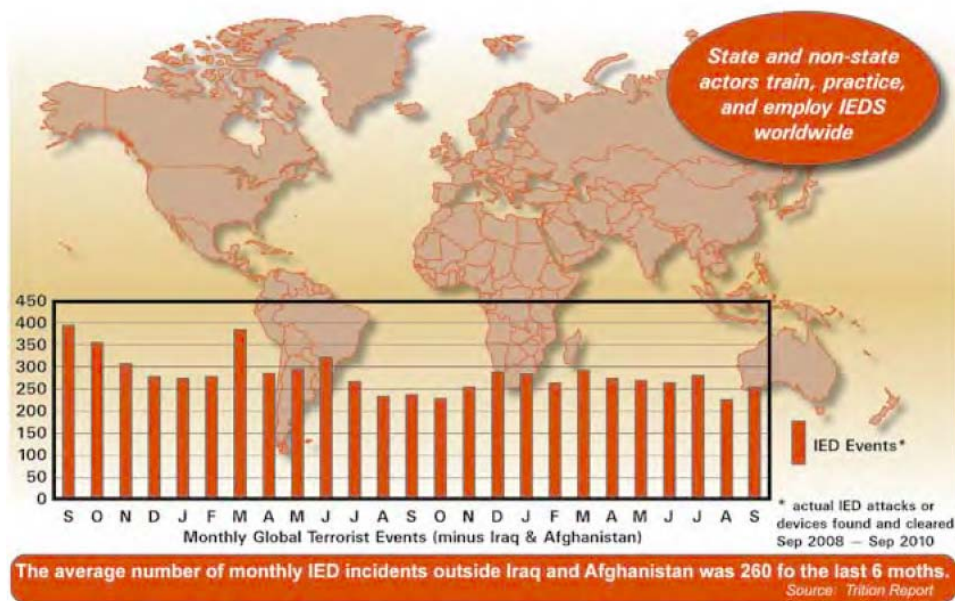 State and non-state
actors train, practice,
and employ IEDS
worldwide
450
400
350
300
250
200
150
100
50
0
S O N D J F M A M J J A S O N D J F M A M J J A S
Monthly Global Terrorist Events (minus Iraq & Afghanistan)
IED Events*
* actual IED attacks or
devices found and cleared
Sep 2008 — Sep 2010
The average number of monthly IED incidents outside Iraq and Afghanistan was 260 fo the last 6 moths.
Source: Trition Report